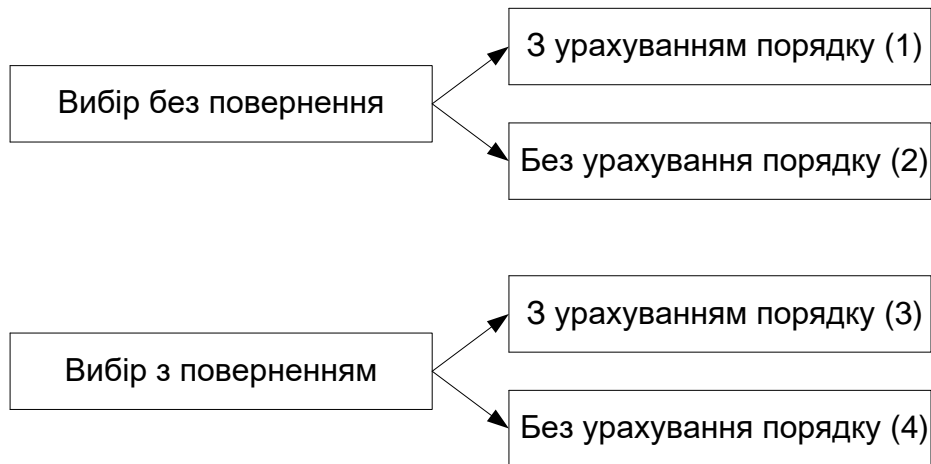 З урахуванням порядку (1)
Вибір без повернення
Без урахування порядку (2)
З урахуванням порядку (3)
Вибір з поверненням
Без урахування порядку (4)